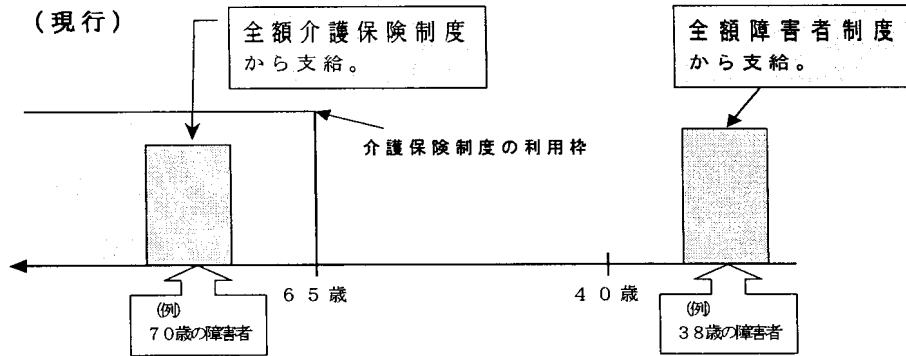 (現行)
全額介護保険制度
から支給。
全額障害者制度
から支給。
介護保険制度の利用枠
65歳
40歳
(例)
70歳の障害者
(例)
38歳の障害者